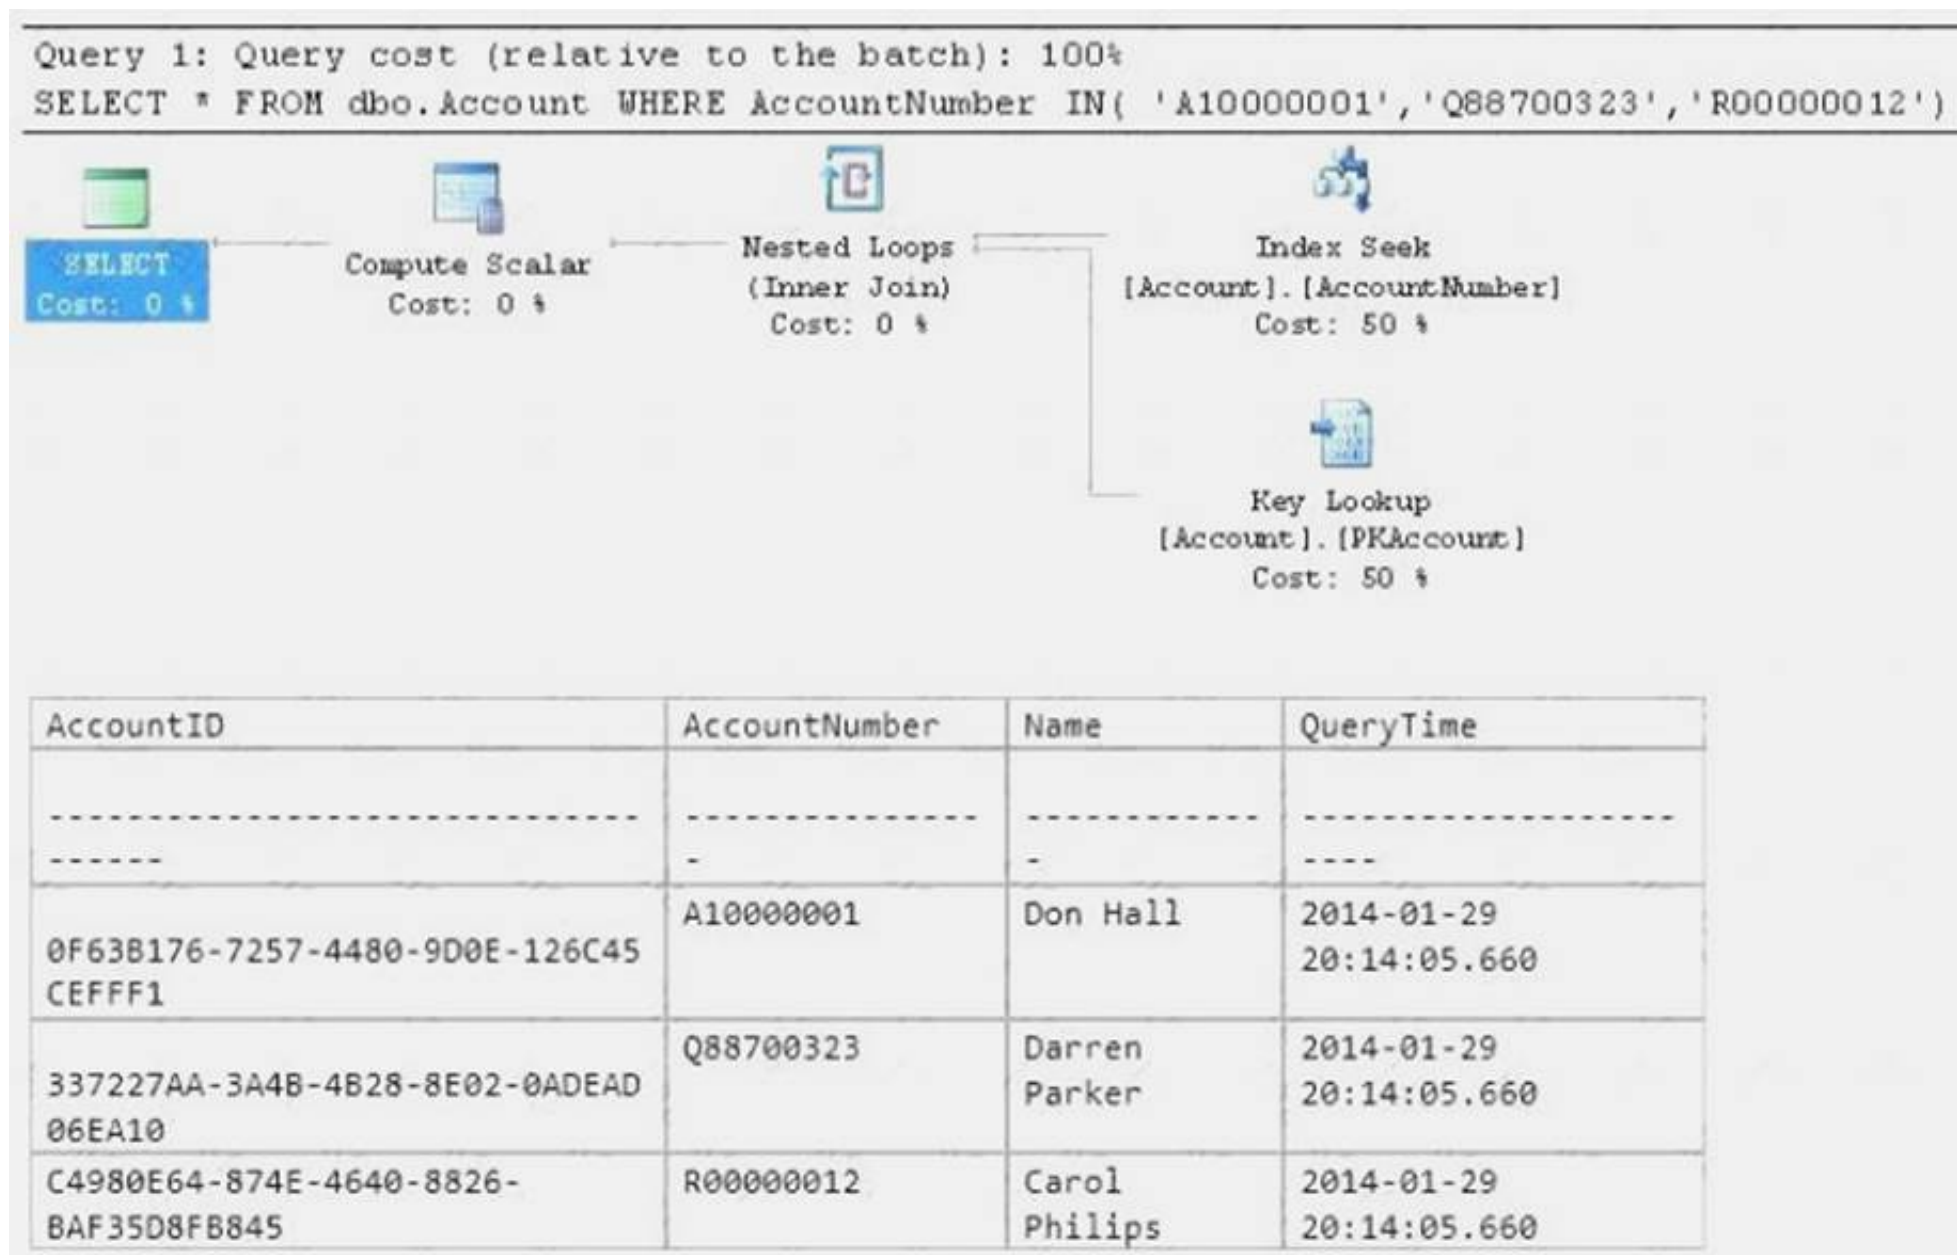 Query 1: Query cost (relative to the batch): 100%
SELECT * FROM dbo.Account WHERE AccountNumber IN( 'A10000001','Q88700323','R00000012')
SELECT
Cost: 0 %
Compute Scalar
Cost: 0 %
Nested Loops
(Inner Join)
Cost: 0 %
Index Seek
[Account].[AccountNumber]
Cost: 50 %
Key Lookup
[Account].[PKAccount]
Cost: 50 %
AccountID AccountNumber Name QueryTime
------------------------------ --------------- ------------ -------------------
------ - - ----
A10000001 Don Hall 2014-01-29
0F63B176-7257-4480-9D0E-126C45 20:14:05.660
CEFFF1
Q88700323 Darren 2014-01-29
337227AA-3A4B-4B28-8E02-0ADEAD Parker 20:14:05.660
06EA10
C4980E64-874E-4640-8826- R00000012 Carol 2014-01-29
BAF35D8FB845 Philips 20:14:05.660